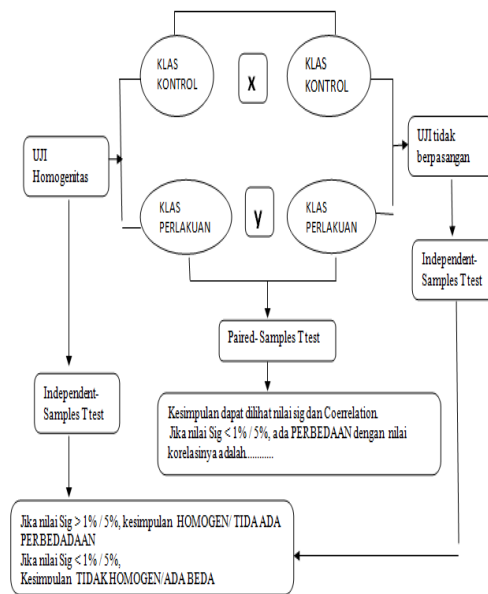 KLAS
KONTROL
x
KLAS
KONTROL
UJI
Homogenitas
UJI tidak
berpasangan
KLAS
PERLAKUAN
y
KLAS
PERLAKUAN
Independent-
Samples T test
Paired- Samples T test
Independent-
Samples T test
Kesimpulan dapat dilihat nilai sig dan Coerrelation.
Jika nilai Sig < 1% / 5%, ada PERBEDAAN dengan nilai
korelasinya adalah............
Jika nilai Sig > 1% / 5%, kesimpulan HOMOGEN/ TIDA ADA
PERBEDADAAN
Jika nilai Sig < 1% / 5%,
Kesimpulan TIDAK HOMOGEN/ ADA BEDA